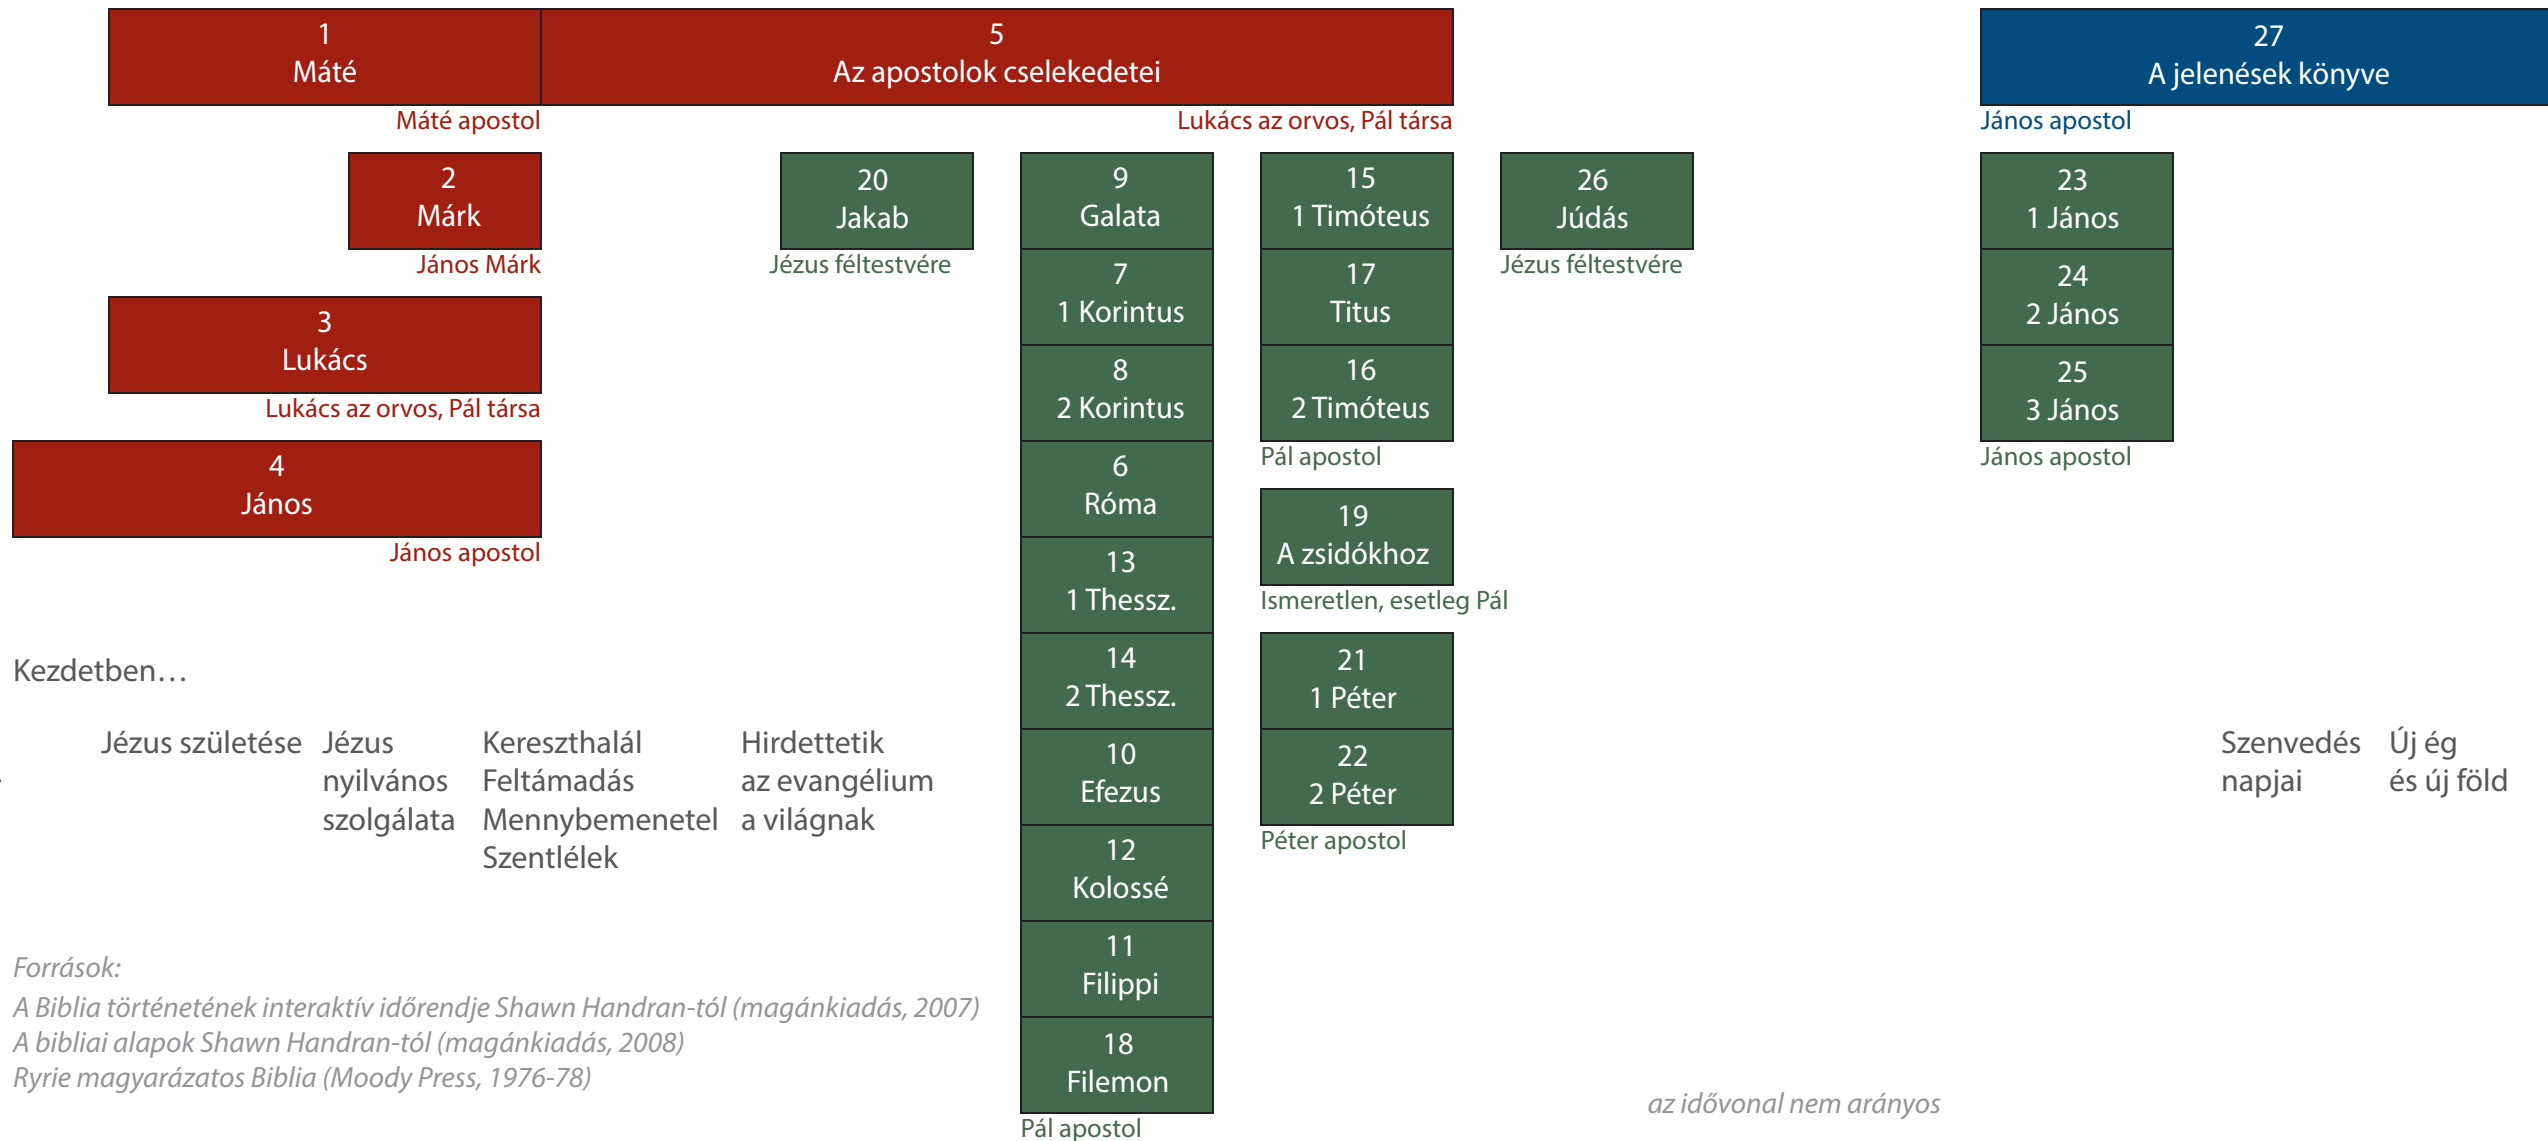 1
Máté
Máté apostol
5
Az apostolok cselekedetei
Lukács az orvos, Pál társa
27
A jelenések könyve
János apostol
2
Márk
János Márk
3
Lukács
Lukács az orvos, Pál társa
4
János
János apostol
20
Jakab
Jézus féltestvére
9
Galata
7
1 Korintus
8
2 Korintus
6
Róma
13
1 Thessz.
14
2 Thessz.
10
Efezus
12
Kolossé
11
Filippi
18
Filemon
Pál apostol
15
1 Timóteus
17
Titus
16
2 Timóteus
Pál apostol
19
A zsidókhoz
Ismeretlen, esetleg Pál
21
1 Péter
22
2 Péter
Péter apostol
26
Júdás
Jézus féltestvére
23
1 János
24
2 János
25
3 János
János apostol
Kezdetben…
Jézus születése
Jézus
nyilvános
szolgálata
Kereszthalál
Feltámadás
Mennybemenetel
Szentlélek
Hirdettetik
az evangélium
a világnak
Szenvedés
napjai
Új ég
és új föld
Források:
A Biblia történetének interaktív időrendje Shawn Handran-tól (magánkiadás, 2007)
A bibliai alapok Shawn Handran-tól (magánkiadás, 2008)
Ryrie magyarázatos Biblia (Moody Press, 1976-78)
az idővonal nem arányos